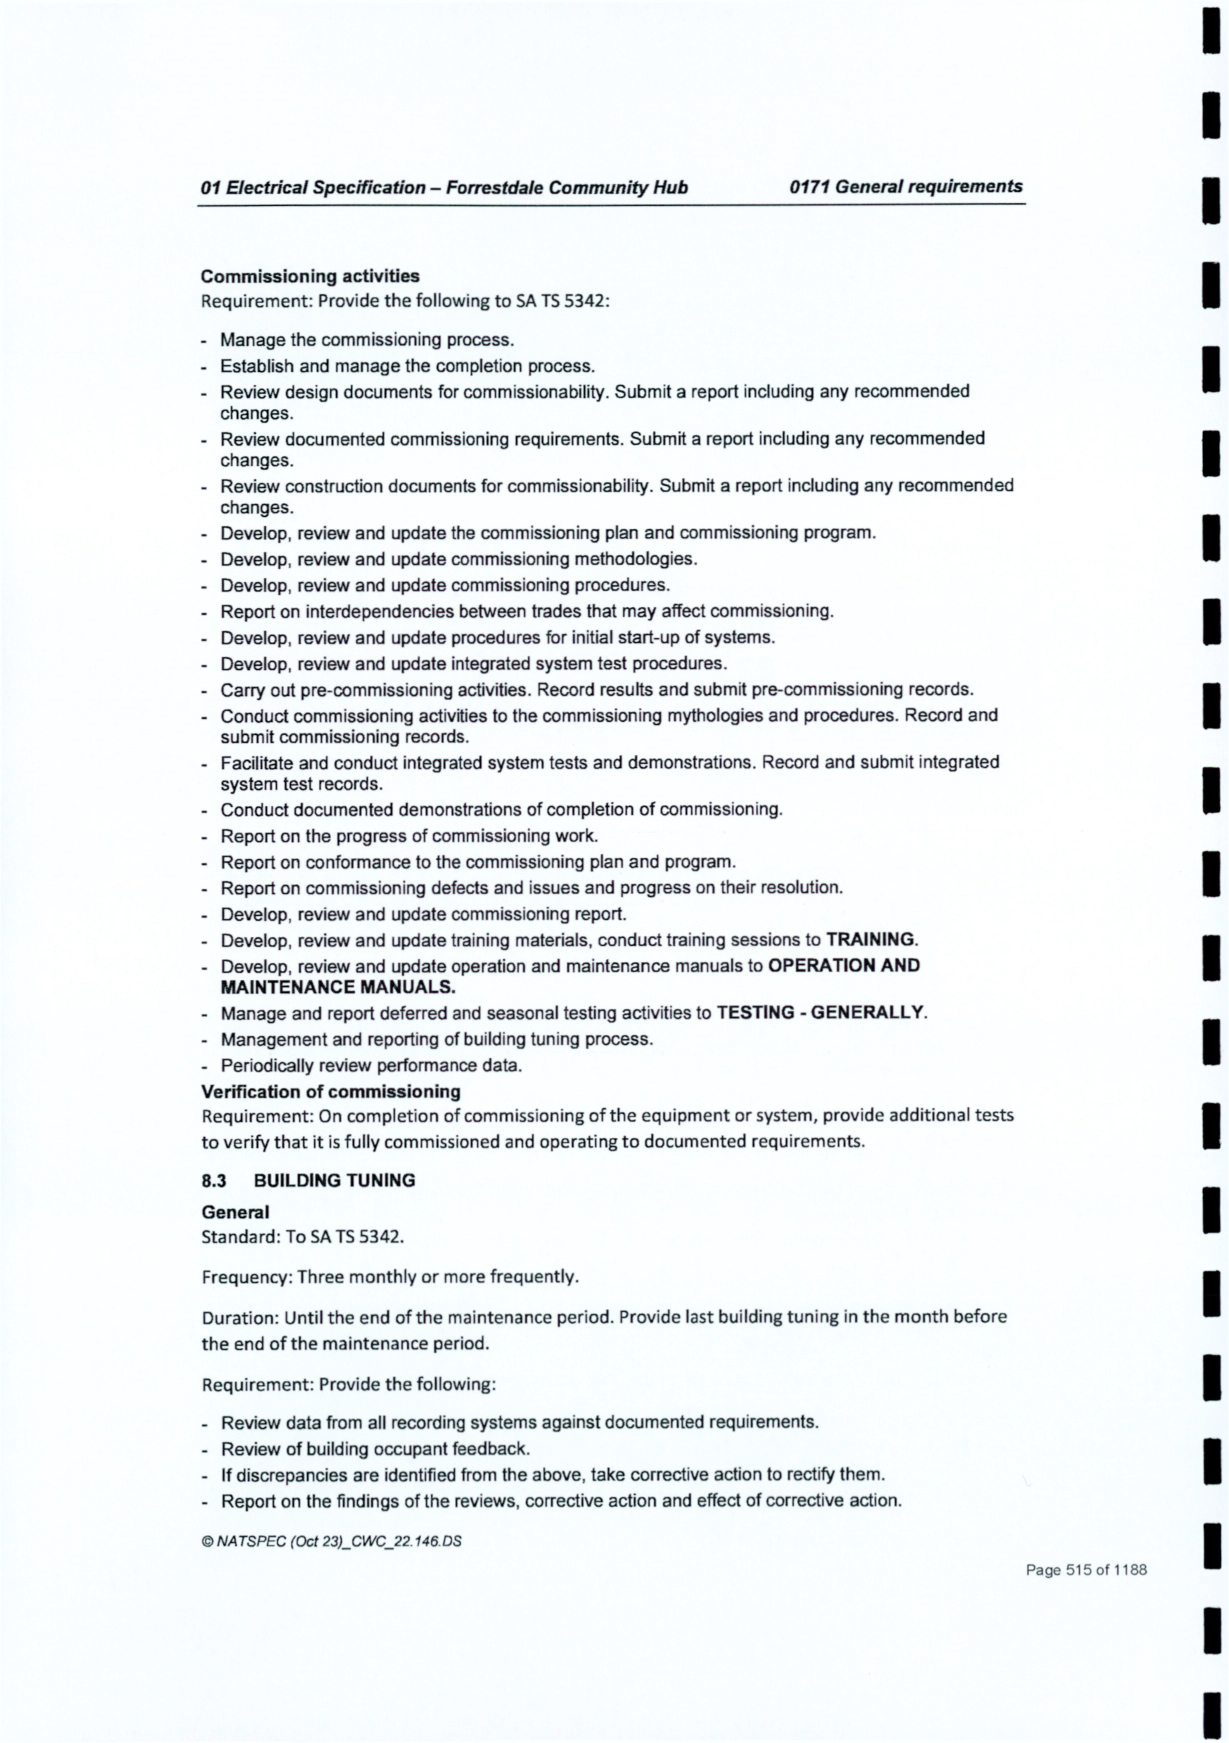 01 Electrical Specification – Forrestdale Community Hub 0171 General requirements
Commissioning activities
Requirement: Provide the following to SA TS 5342:
- Manage the commissioning process.
- Establish and manage the completion process.
- Review design documents for commissionability. Submit a report including any recommended
changes.
- Review documented commissioning requirements. Submit a report including any recommended
changes.
- Review construction documents for commissionability. Submit a report including any recommended
changes.
- Develop, review and update the commissioning plan and commissioning program.
- Develop, review and update commissioning methodologies.
- Develop, review and update commissioning procedures.
- Report on interdependencies between trades that may affect commissioning.
- Develop, review and update procedures for initial start-up of systems.
- Develop, review and update integrated system test procedures.
- Carry out pre-commissioning activities. Record results and submit pre-commissioning records.
- Conduct commissioning activities to the commissioning mythologies and procedures. Record and
submit commissioning records.
- Facilitate and conduct integrated system tests and demonstrations. Record and submit integrated
system test records.
- Conduct documented demonstrations of completion of commissioning.
- Report on the progress of commissioning work.
- Report on conformance to the commissioning plan and program.
- Report on commissioning defects and issues and progress on their resolution.
- Develop, review and update commissioning report.
- Develop, review and update training materials, conduct training sessions to TRAINING.
- Develop, review and update operation and maintenance manuals to OPERATION AND
MAINTENANCE MANUALS.
- Manage and report deferred and seasonal testing activities to TESTING - GENERALLY.
- Management and reporting of building tuning process.
- Periodically review performance data.
Verification of commissioning
Requirement: On completion of commissioning of the equipment or system, provide additional tests
to verify that it is fully commissioned and operating to documented requirements.
8.3 BUILDING TUNING
General
Standard: To SA TS 5342.
Frequency: Three monthly or more frequently.
Duration: Until the end of the maintenance period. Provide last building tuning in the month before
the end of the maintenance period.
Requirement: Provide the following:
- Review data from all recording systems against documented requirements.
- Review of building occupant feedback.
- If discrepancies are identified from the above, take corrective action to rectify them.
- Report on the findings of the reviews, corrective action and effect of corrective action.
© NATSPEC (Oct 23)_CWC_22.146.DS
Page 515 of 1188